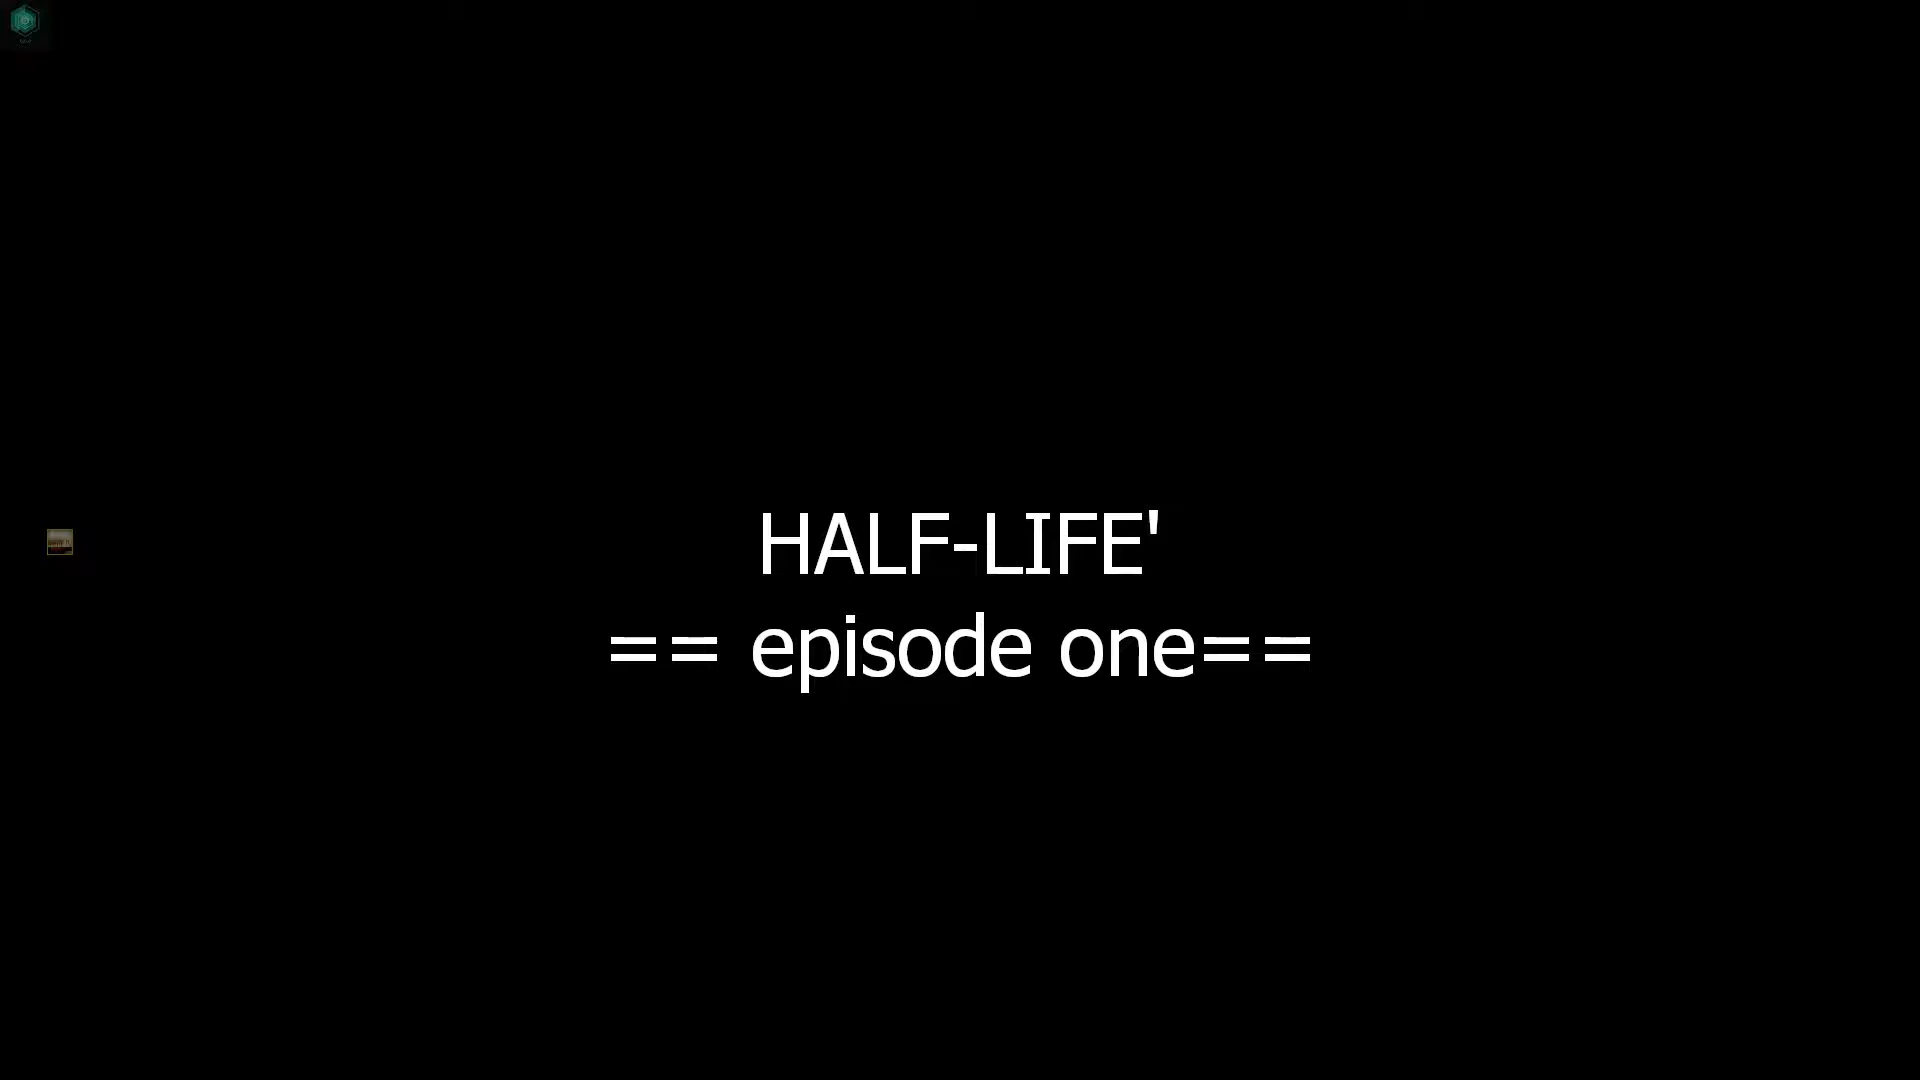 HALF-LIFE'
== episode one==